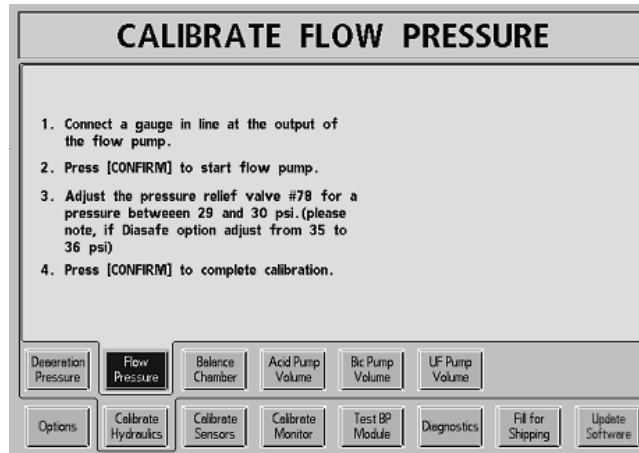 CALIBRATE FLOW PRESSURE
1. Connect a gauge in line at the output of
the flow pump.
2. Press [CONFIRM] to start flow pump.
3. Adjust the pressure relief valve #78 for a
pressure betweeen 29 and 30 psi.(please
note, if Diasafe option adjust from 35 to
36 psi)
4. Press [CONFIRM] to complete calibration.
Deaeration Pressure
Flow Pressure
Balance Chamber
Acid Pump Volume
Bic Pump Volume
UF Pump Volume
Options
Calibrate Hydraulics
Calibrate Sensors
Calibrate Monitor
Test BP Module
Diagnostics
Fill for Shipping
Update Software